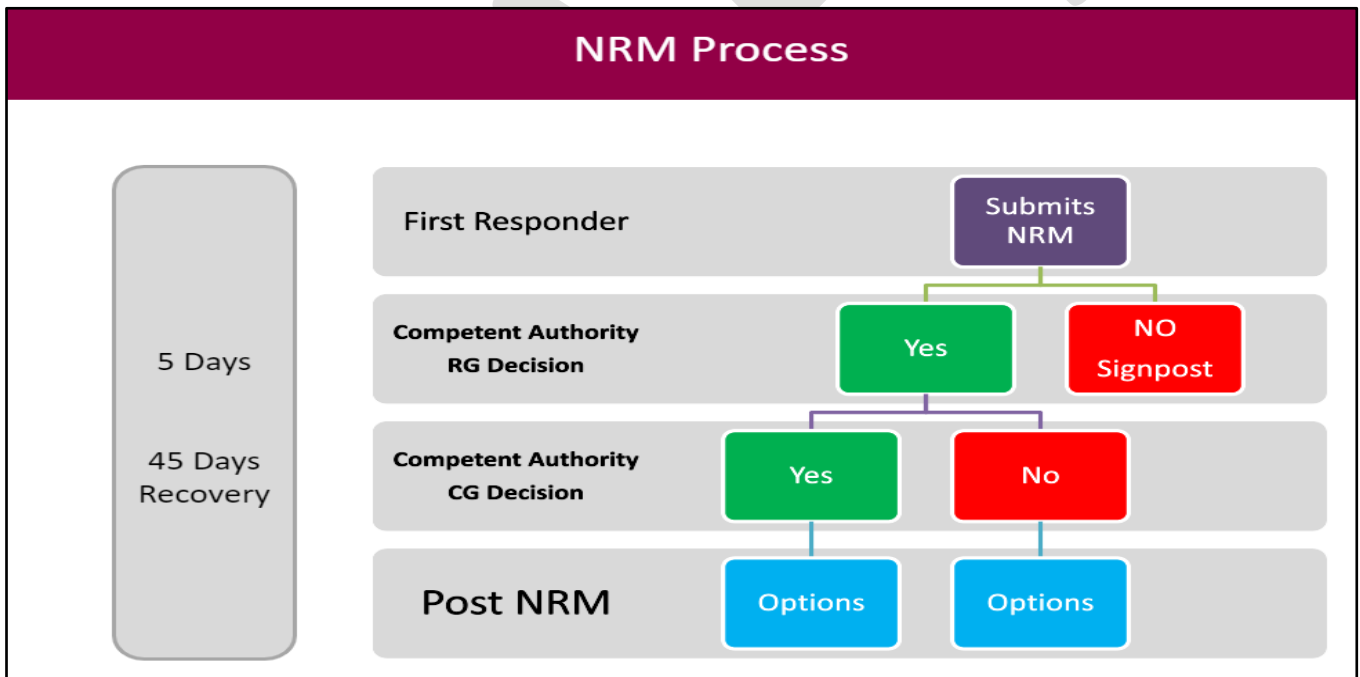 NRM Process
First Responder
Submits
NRM
5 Days
Competent Authority
RG Decision
Yes
NO
Signpost
45 Days
Recovery
Competent Authority
CG Decision
Yes
No
Post NRM
Options
Options